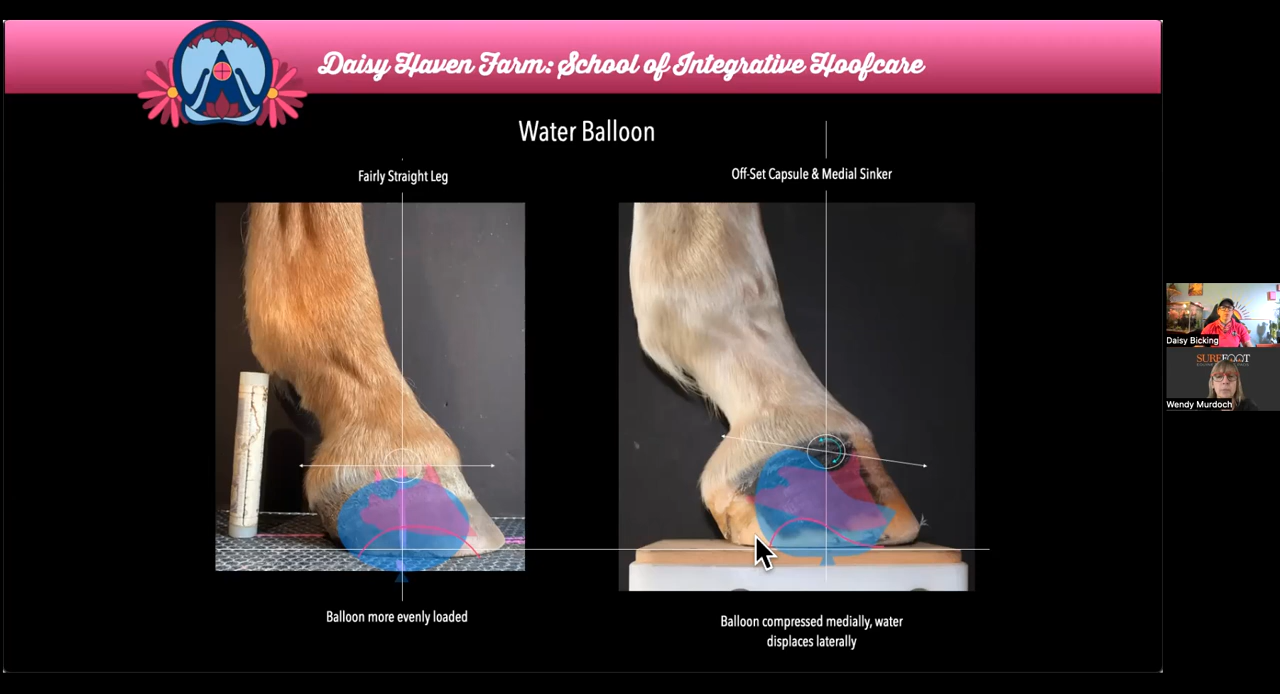 Daisy Haven Farm: School of Integrative Hoofcare
Water Balloon
Fairly Straight Leg
Off-Set Capsule & Medial Sinker
Balloon more evenly loaded
Balloon compressed medially, water
displaces laterally
Daisy Bicking
SUREFOOT
Wendy Murdoch